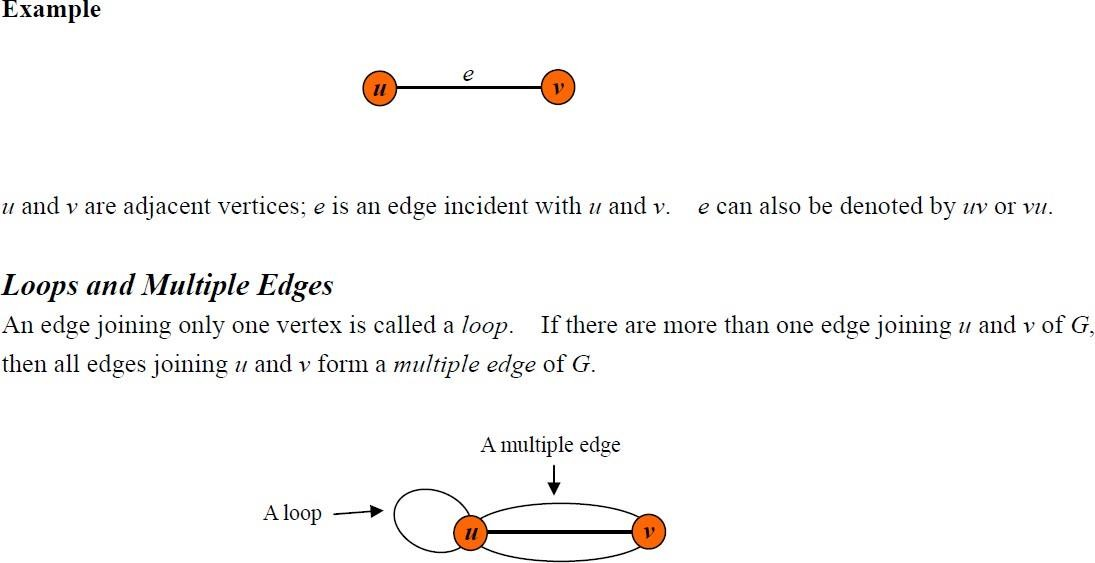 Example
e
u
v
u and v are adjacent vertices; e is an edge incident with u and v. e can also be denoted by uv or vu.
Loops and Multiple Edges
An edge joining only one vertex is called a loop. If there are more than one edge joining u and v of G,
then all edges joining u and v form a multiple edge of G.
A multiple edge
A loop
u
v